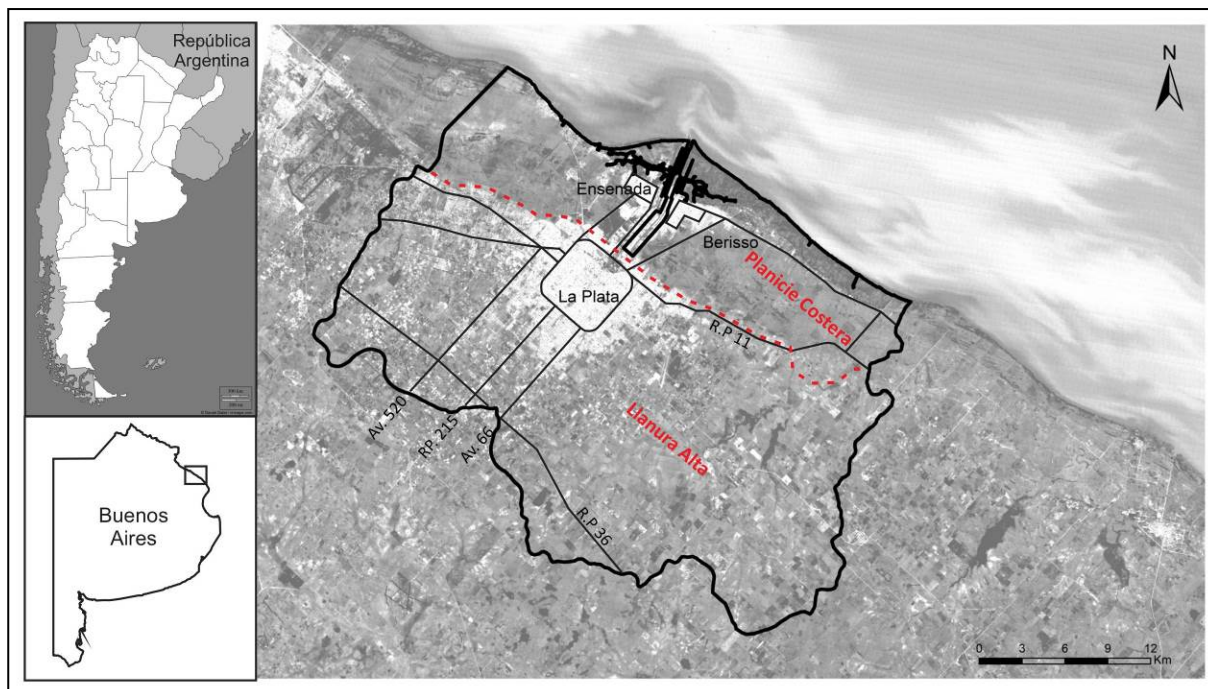 República
Argentina
Buenos
Aires
N
Ensenada
Berisso
La Plata
Planicie Costera
R.P 11
Llanura Alta
Av. 520
RP. 215
Av. 66
R.P 36
0 3 6 9 12
Km